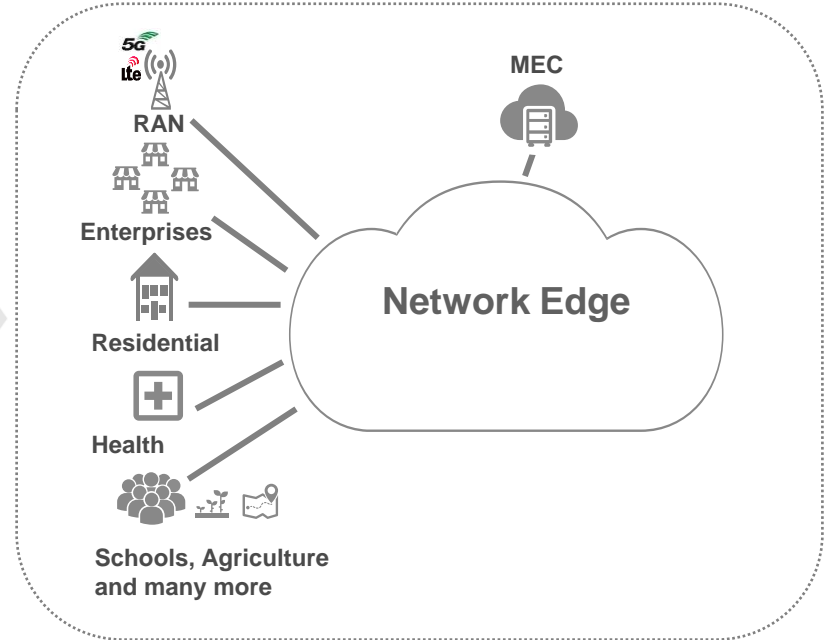 5G
lte
RAN
MEC
Enterprises
Network Edge
Residential
Health
Schools, Agriculture
and many more